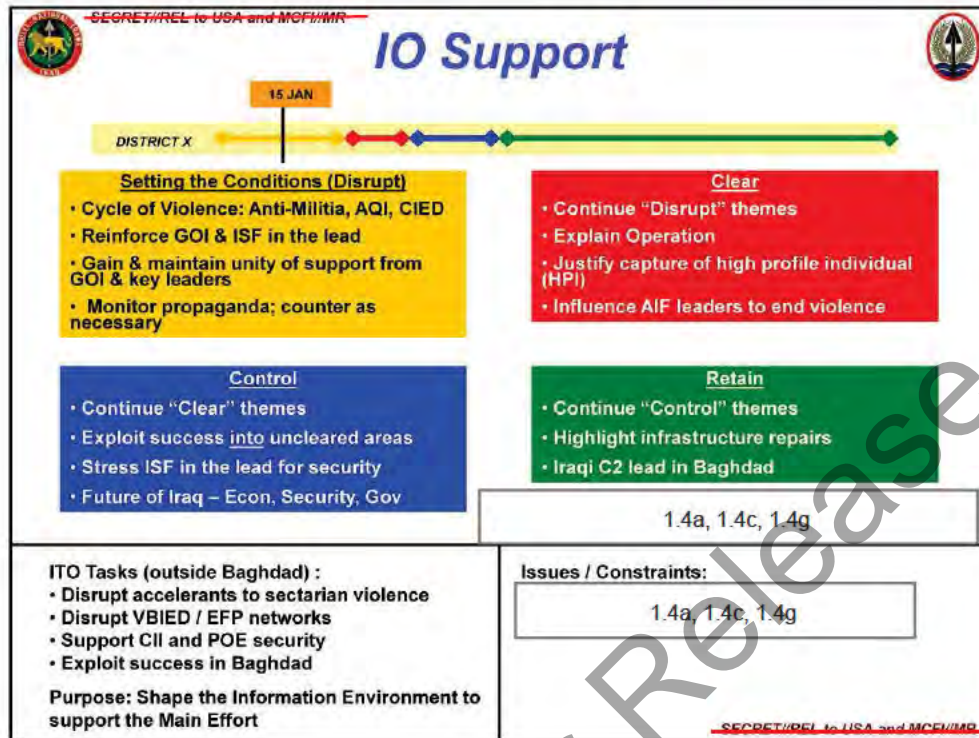 SECRET//REL to USA and MCFI//MR
IO Support
15 JAN
DISTRICT X
Setting the Conditions (Disrupt)
• Cycle of Violence: Anti-Militia, AQI, CIED
• Reinforce GOI & ISF in the lead
• Gain & maintain unity of support from
GOI & key leaders
• Monitor propaganda; counter as
necessary
Clear
• Continue “Disrupt” themes
• Explain Operation
• Justify capture of high profile individual
(HPI)
• Influence AIF leaders to end violence
Control
• Continue “Clear” themes
• Exploit success into uncleared areas
• Stress ISF in the lead for security
• Future of Iraq – Econ, Security, Gov
Retain
• Continue “Control” themes
• Highlight infrastructure repairs
• Iraqi C2 lead in Baghdad
1.4a, 1.4c, 1.4g
ITO Tasks (outside Baghdad) :
• Disrupt accelerants to sectarian violence
• Disrupt VBIED / EFP networks
• Support CII and POE security
• Exploit success in Baghdad
Purpose: Shape the Information Environment to
support the Main Effort
Issues / Constraints:
1.4a, 1.4c, 1.4g
Release
SECRET//REL to USA and MCFI//MR